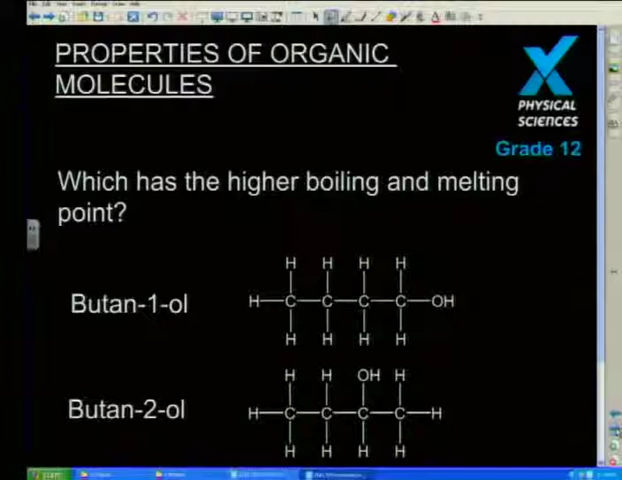 PROPERTIES OF ORGANIC
MOLECULES
PHYSICAL
SCIENCES
Grade 12
Which has the higher boiling and melting
point?
H H H H
Butan-1-ol H C C C C OH
H H H H
H H OH H
Butan-2-ol H C C C C H
H H H H